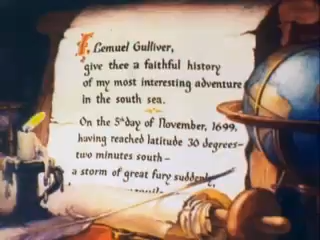 I, Lemuel Gulliver,
give thee a faithful history
of my most interesting adventure
in the south sea.
On the 5th day of November, 1699,
having reached latitude 30 degrees-
two minutes south-
a storm of great fury suddenly,